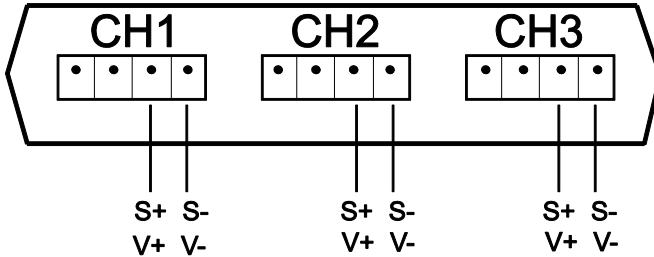 CH1 CH2 CH3
S+ S- S+ S- S+ S-
V+ V- V+ V- V+ V-